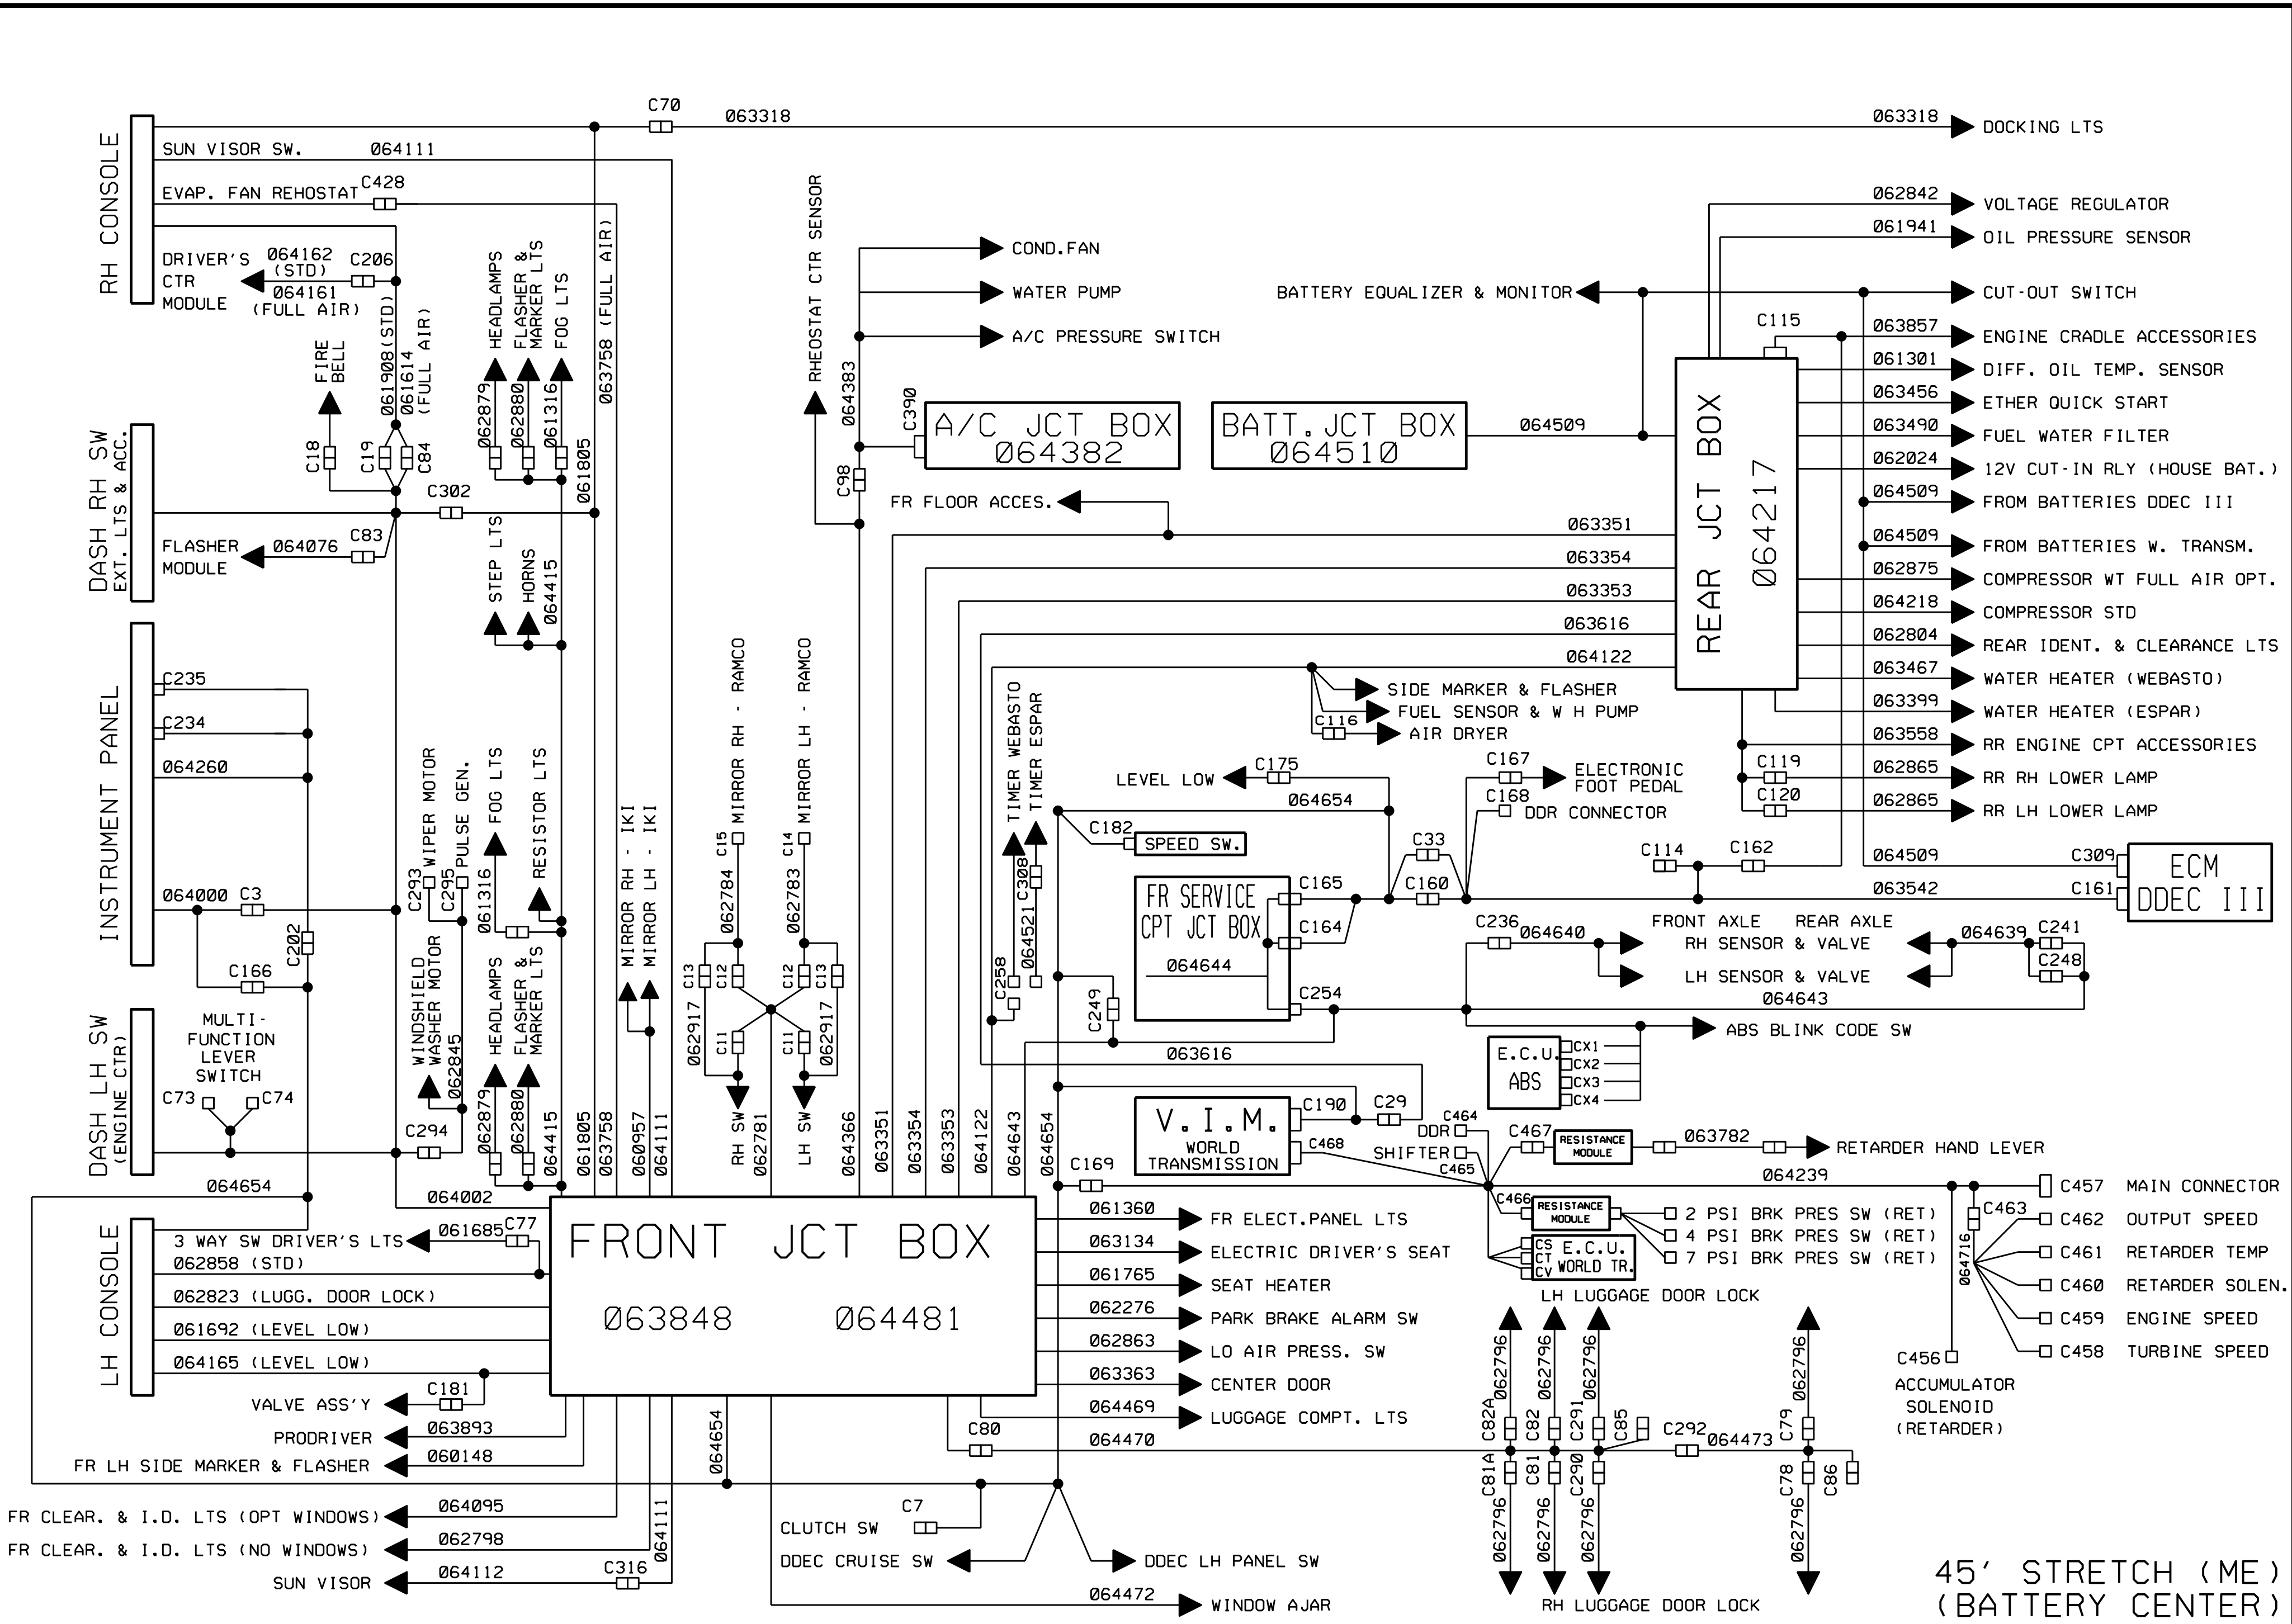 C70
063318
063318
DOCKING LTS
RH CONSOLE
SUN VISOR SW.
064111
EVAP. FAN REHOSTAT
C428
DRIVER'S
CTR
MODULE
064162
(STD)
064161
(FULL AIR)
C206
061908(STD)
061614
(FULL AIR)
FIRE
BELL
C18
C19
C84
HEADLAMPS
FLASHER &
MARKER LTS
FOG LTS
062879
062880
061316
061805
063758 (FULL AIR)
RHEOSTAT CTR SENSOR
COND.FAN
WATER PUMP
A/C PRESSURE SWITCH
064383
C390
C98
A/C JCT BOX
064382
BATT.JCT BOX
064510
064509
BATTERY EQUALIZER & MONITOR
FR FLOOR ACCES.
062842
VOLTAGE REGULATOR
061941
OIL PRESSURE SENSOR
CUT-OUT SWITCH
C115
063857
ENGINE CRADLE ACCESSORIES
061301
DIFF. OIL TEMP. SENSOR
063456
ETHER QUICK START
063490
FUEL WATER FILTER
062024
12V CUT-IN RLY (HOUSE BAT.)
064509
FROM BATTERIES DDEC III
064509
FROM BATTERIES W. TRANSM.
062875
COMPRESSOR WT FULL AIR OPT.
064218
COMPRESSOR STD
062804
REAR IDENT. & CLEARANCE LTS
063467
WATER HEATER (WEBASTO)
063399
WATER HEATER (ESPAR)
063558
RR ENGINE CPT ACCESSORIES
C119
062865
RR RH LOWER LAMP
C120
062865
RR LH LOWER LAMP
REAR JCT BOX
064217
063351
063354
063353
063616
064122
SIDE MARKER & FLASHER
FUEL SENSOR & W H PUMP
C116
AIR DRYER
DASH RH SW
EXT. LTS & ACC.
C302
FLASHER
MODULE
064076
C83
STEP LTS
HORNS
064415
INSTRUMENT PANEL
C235
C234
064260
064000
C3
C202
C166
C293
WIPER MOTOR
C295
PULSE GEN.
061316
FOG LTS
RESISTOR LTS
WINDSHIELD
WASHER MOTOR
062845
HEADLAMPS
FLASHER &
MARKER LTS
062879
062880
064415
061805
063758
060957
064111
MIRROR RH - IKI
MIRROR LH - IKI
MIRROR RH - RAMCO
MIRROR LH - RAMCO
C15
C14
062784
062783
C13
C12
C12
C13
062917
C11
C11
062917
RH SW
062781
LH SW
064366
063351
063354
063353
064122
064643
064654
TIMER WEBASTO
TIMER ESPAR
C308
064521
C258
LEVEL LOW
C175
064654
C167
ELECTRONIC
FOOT PEDAL
C168
DDR CONNECTOR
C182
SPEED SW.
C33
C160
FR SERVICE
CPT JCT BOX
064644
C165
C164
C254
C249
C114
C162
064509
C309
063542
C161
ECM
DDEC III
C236
064640
FRONT AXLE
REAR AXLE
RH SENSOR & VALVE
LH SENSOR & VALVE
064639
C241
C248
064643
ABS BLINK CODE SW
063616
E.C.U.
ABS
CX1
CX2
CX3
CX4
DASH LH SW
(ENGINE CTR)
MULTI-
FUNCTION
LEVER
SWITCH
C73
C74
C294
064654
064002
V.I.M.
WORLD
TRANSMISSION
C190
C29
C468
C464
DDR
SHIFTER
C465
C467
RESISTANCE
MODULE
063782
RETARDER HAND LEVER
C169
064239
C457
MAIN CONNECTOR
C463
C462
OUTPUT SPEED
C461
RETARDER TEMP
C460
RETARDER SOLEN.
C459
ENGINE SPEED
C458
TURBINE SPEED
064716
C456
ACCUMULATOR
SOLENOID
(RETARDER)
C466
RESISTANCE
MODULE
2 PSI BRK PRES SW (RET)
4 PSI BRK PRES SW (RET)
7 PSI BRK PRES SW (RET)
CS
CT
CV
E.C.U.
WORLD TR.
LH CONSOLE
3 WAY SW DRIVER'S LTS
061685
C77
062858 (STD)
062823 (LUGG. DOOR LOCK)
061692 (LEVEL LOW)
064165 (LEVEL LOW)
C181
VALVE ASS'Y
063893
PRODRIVER
060148
FR LH SIDE MARKER & FLASHER
064095
FR CLEAR. & I.D. LTS (OPT WINDOWS)
062798
FR CLEAR. & I.D. LTS (NO WINDOWS)
064112
SUN VISOR
C316
064111
FRONT JCT BOX
063848
064481
061360
FR ELECT.PANEL LTS
063134
ELECTRIC DRIVER'S SEAT
061765
SEAT HEATER
062276
PARK BRAKE ALARM SW
062863
LO AIR PRESS. SW
063363
CENTER DOOR
064469
LUGGAGE COMPT. LTS
C80
064470
064654
C7
CLUTCH SW
DDEC CRUISE SW
DDEC LH PANEL SW
064472
WINDOW AJAR
LH LUGGAGE DOOR LOCK
062796
062796
062796
062796
C82A
C82
C291
C85
C292
064473
C79
C81A
C81
C290
C78
C86
062796
062796
062796
062796
RH LUGGAGE DOOR LOCK
45' STRETCH (ME)
(BATTERY CENTER)